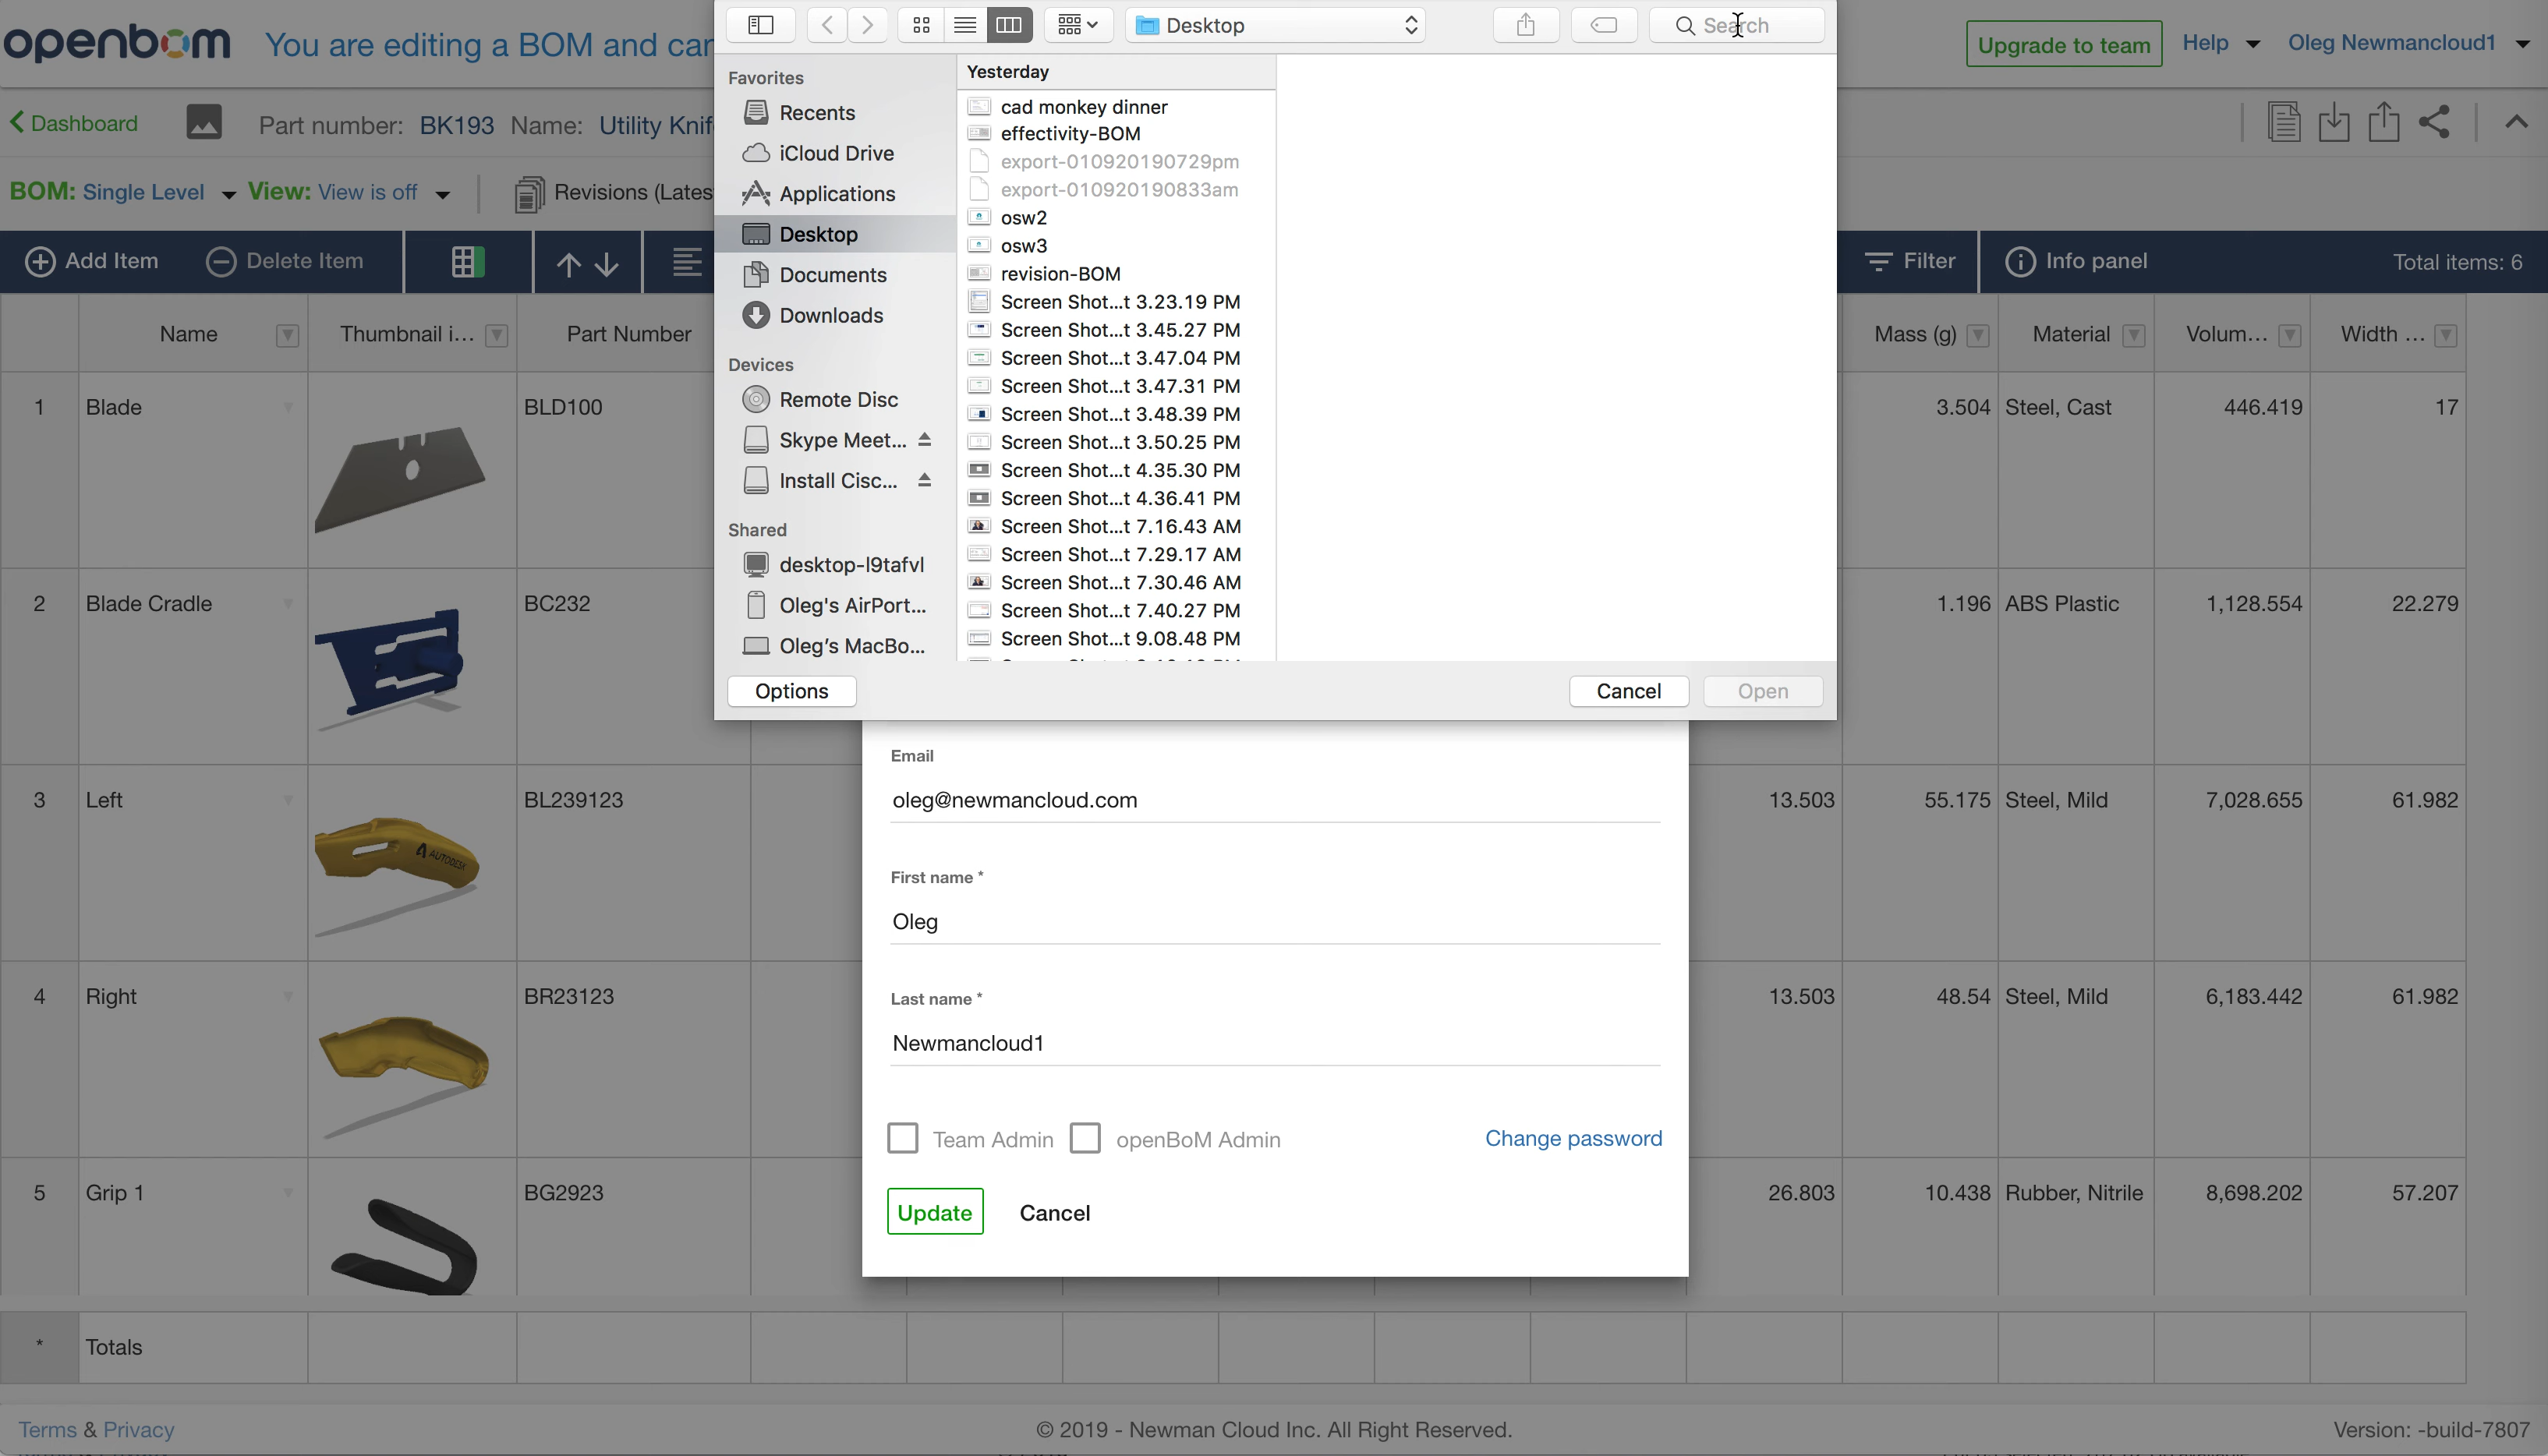 openbom
You are editing a BOM and can
Desktop
Search
Upgrade to team
Help
Oleg Newmancloud1
Dashboard
Part number: BK193 Name: Utility Knif
BOM: Single Level View: View is off Revisions (Lates
Add Item
Delete Item
Filter
Info panel
Total items: 6
Favorites
Recents
iCloud Drive
Applications
Desktop
Documents
Downloads
Devices
Remote Disc
Skype Meet...
Install Cisc...
Shared
desktop-l9tafvl
Oleg's AirPort...
Oleg's MacBo...
Yesterday
cad monkey dinner
effectivity-BOM
export-010920190729pm
export-010920190833am
osw2
osw3
revision-BOM
Screen Shot...t 3.23.19 PM
Screen Shot...t 3.45.27 PM
Screen Shot...t 3.47.04 PM
Screen Shot...t 3.47.31 PM
Screen Shot...t 3.48.39 PM
Screen Shot...t 3.50.25 PM
Screen Shot...t 4.35.30 PM
Screen Shot...t 4.36.41 PM
Screen Shot...t 7.16.43 AM
Screen Shot...t 7.29.17 AM
Screen Shot...t 7.30.46 AM
Screen Shot...t 7.40.27 PM
Screen Shot...t 9.08.48 PM
Options
Cancel
Open
Name Thumbnail i... Part Number Mass (g) Material Volum... Width ...
1 Blade BLD100 3.504 Steel, Cast 446.419 17
2 Blade Cradle BC232 1.196 ABS Plastic 1,128.554 22.279
3 Left BL239123 13.503 55.175 Steel, Mild 7,028.655 61.982
AUTODESK
4 Right BR23123 13.503 48.54 Steel, Mild 6,183.442 61.982
5 Grip 1 BG2923 26.803 10.438 Rubber, Nitrile 8,698.202 57.207
* Totals
Email
oleg@newmancloud.com
First name *
Oleg
Last name *
Newmancloud1
Team Admin
openBoM Admin
Change password
Update
Cancel
Terms & Privacy
© 2019 - Newman Cloud Inc. All Right Reserved.
Version: -build-7807